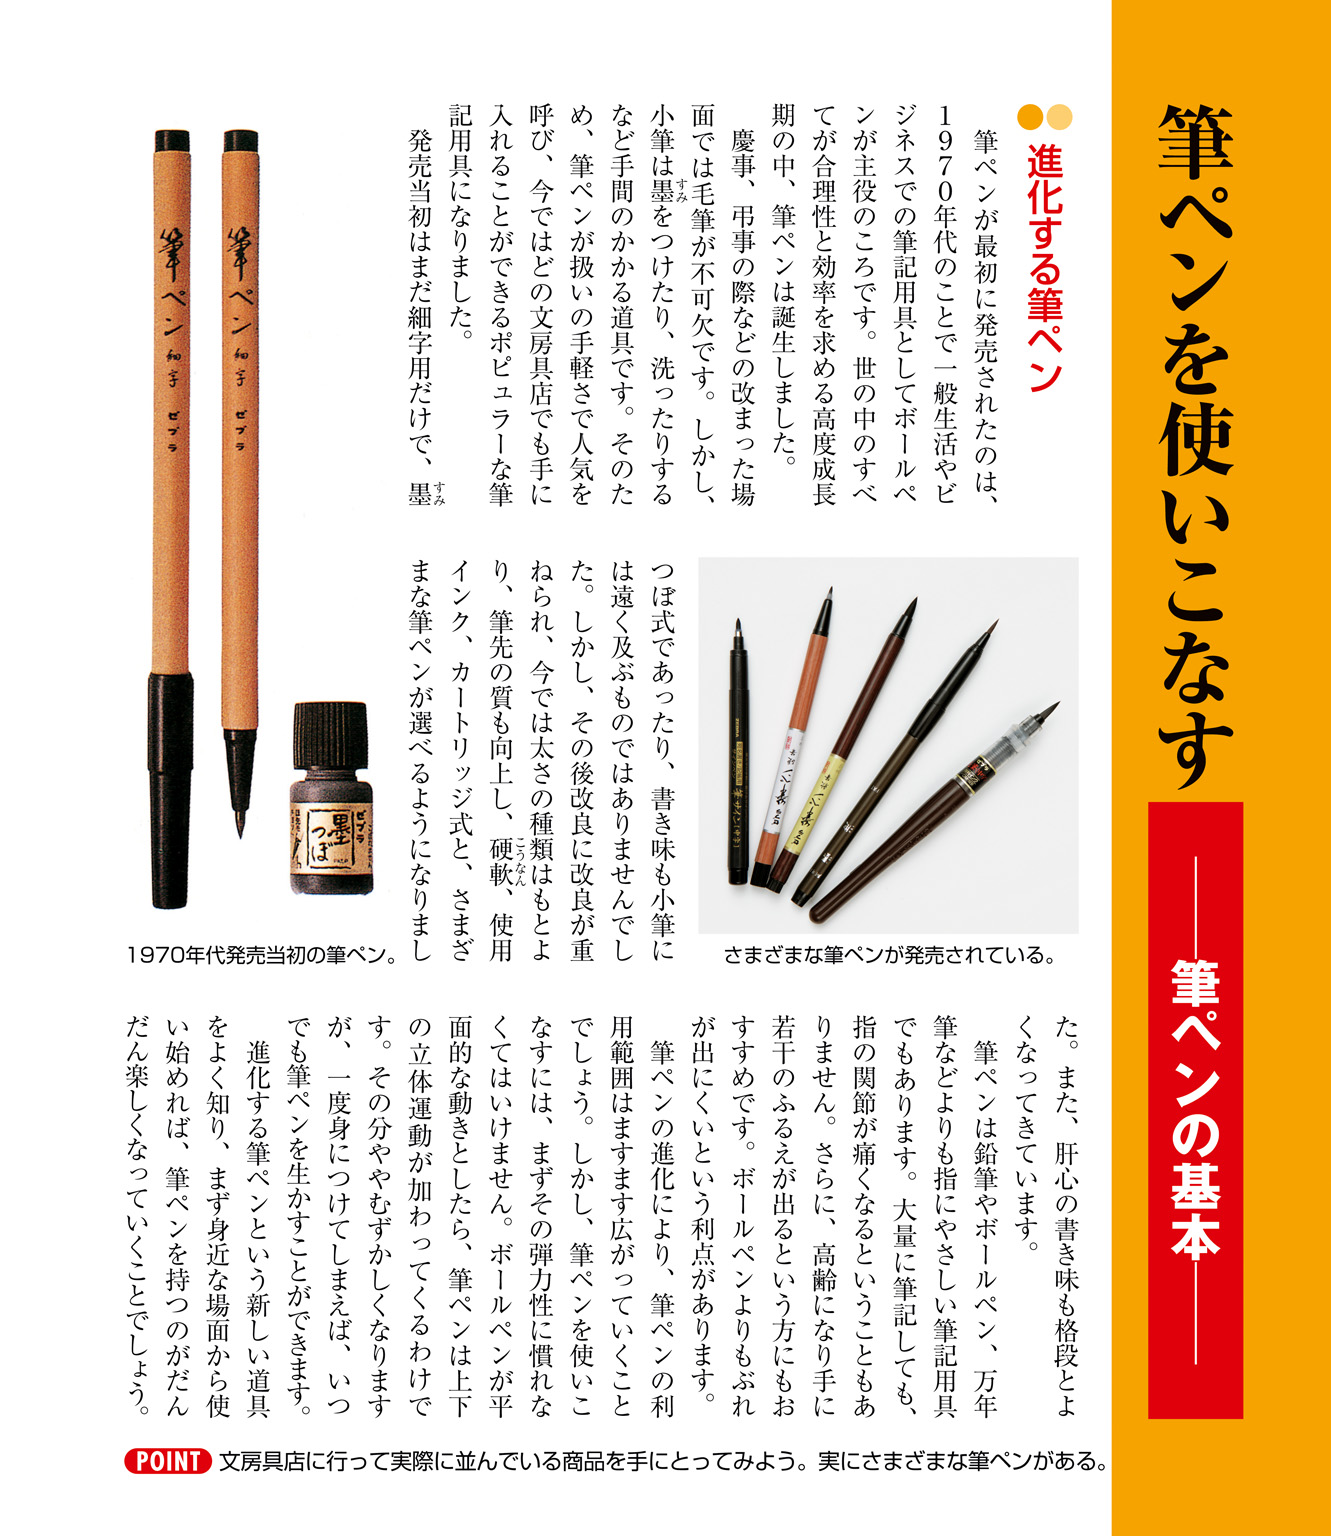 筆ペンを使いこなす
筆ペンの基本
進化する筆ペン
筆ペンが最初に発売されたのは、
1970年代のことで一般生活やビ
ジネスでの筆記用具としてボールペ
ンが主役のころです。世の中のすべ
てが合理性と効率を求める高度成長
期の中、筆ペンは誕生しました。
慶事、弔事の際などの改まった場
面では毛筆が不可欠です。しかし、
小筆は墨をつけたり、洗ったりする
など手間のかかる道具です。そのた
め、筆ペンが扱いの手軽さで人気を
呼び、今ではどの文房具店でも手に
入れることができるポピュラーな筆
記用具になりました。
発売当初はまだ細字用だけで、墨
つぼ式であったり、書き味も小筆に
は遠く及ぶものではありませんでし
た。しかし、その後改良に改良が重
ねられ、今では太さの種類はもとよ
り、筆先の質も向上し、硬軟、使用
インク、カートリッジ式と、さまざ
まな筆ペンが選べるようになりまし
た。また、肝心の書き味も格段とよ
くなってきています。
筆ペンは鉛筆やボールペン、万年
筆などよりも指にやさしい筆記用具
でもあります。大量に筆記しても、
指の関節が痛くなるということもあ
りません。さらに、高齢になり手に
若干のふるえが出るという方にもお
すすめです。ボールペンよりもぶれ
が出にくいという利点があります。
筆ペンの進化により、筆ペンの利
用範囲はますます広がっていくこと
でしょう。しかし、筆ペンを使いこ
なすには、まずその弾力性に慣れな
くてはいけません。ボールペンが平
面的な動きとしたら、筆ペンは上下
の立体運動が加わってくるわけで
す。その分ややむずかしくなります
が、一度身につけてしまえば、いつ
でも筆ペンを生かすことができます。
進化する筆ペンという新しい道具
をよく知り、まず身近な場面から使
い始めれば、筆ペンを持つのがだん
だん楽しくなっていくことでしょう。
すみ
すみ
こうなん
筆ペン 細字 ゼブラ
筆ペン 細字 ゼブラ
ゼブラ
墨つぼ
1970年代発売当初の筆ペン。
ZEBRA
筆サイン(中字)
さまざまな筆ペンが発売されている。
POINT 文房具店に行って実際に並んでいる商品を手にとってみよう。実にさまざまな筆ペンがある。